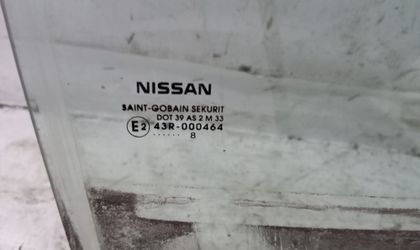 NISSAN
SAINT-GOBAIN SEKURIT
DOT 39 AS 2 M 33
E2 43R-000464
...... 8